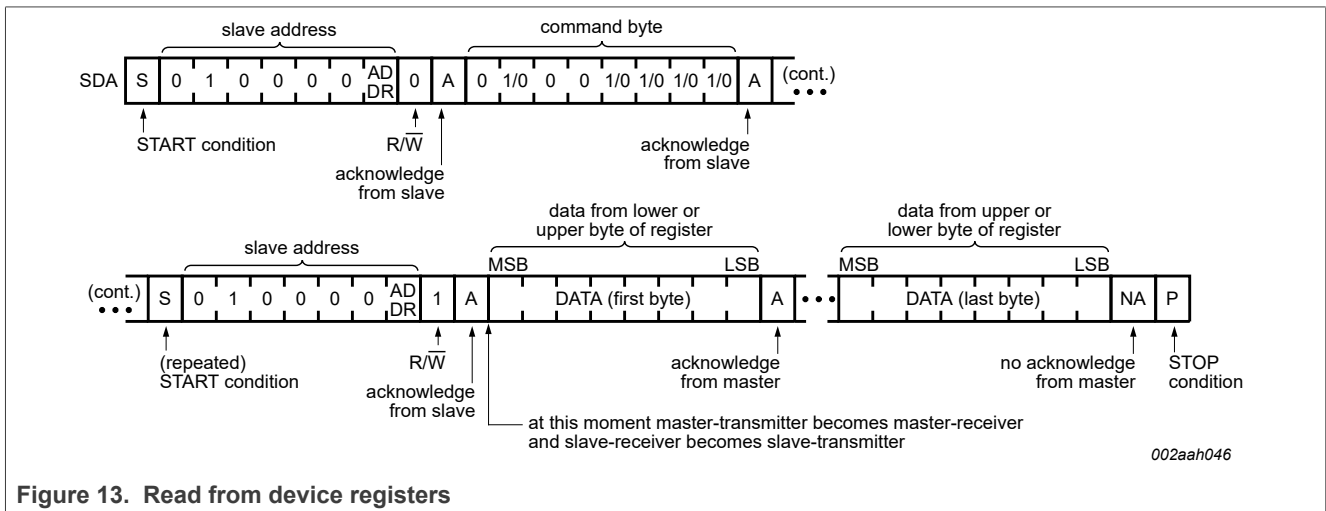 slave address
command byte
SDA S 0 1 0 0 0 0 AD DR 0 A 0 1/0 0 0 1/0 1/0 1/0 1/0 A (cont.)
START condition
R/W
acknowledge
from slave
acknowledge
from slave
data from lower or
upper byte of register
data from upper or
lower byte of register
slave address
MSB LSB MSB LSB
(cont.) S 0 1 0 0 0 0 AD DR 1 A DATA (first byte) A DATA (last byte) NA P
(repeated)
START condition
R/W
acknowledge
from slave
acknowledge
from master
no acknowledge
from master
STOP
condition
at this moment master-transmitter becomes master-receiver
and slave-receiver becomes slave-transmitter
002aah046
Figure 13. Read from device registers